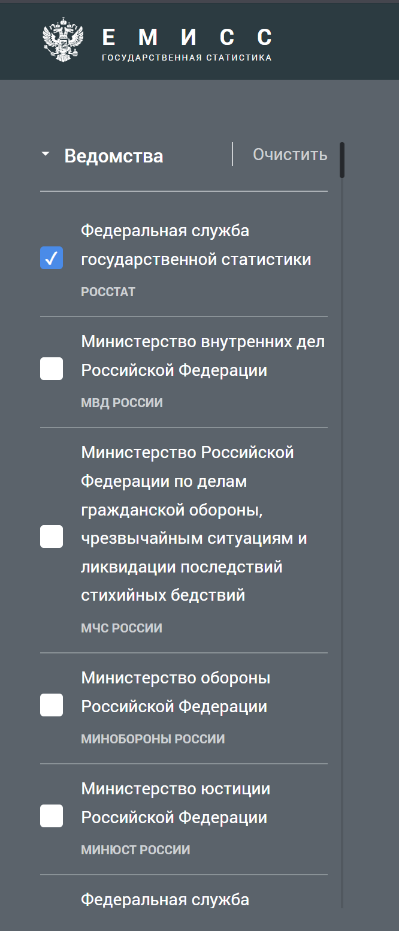 ЕМИСС
ГОСУДАРСТВЕННАЯ СТАТИСТИКА
Ведомства
Очистить
Федеральная служба
государственной статистики
РОССТАТ
Министерство внутренних дел
Российской Федерации
МВД РОССИИ
Министерство Российской
Федерации по делам
гражданской обороны,
чрезвычайным ситуациям и
ликвидации последствий
стихийных бедствий
МЧС РОССИИ
Министерство обороны
Российской Федерации
МИНОБОРОНЫ РОССИИ
Министерство юстиции
Российской Федерации
МИНЮСТ РОССИИ
Федеральная служба